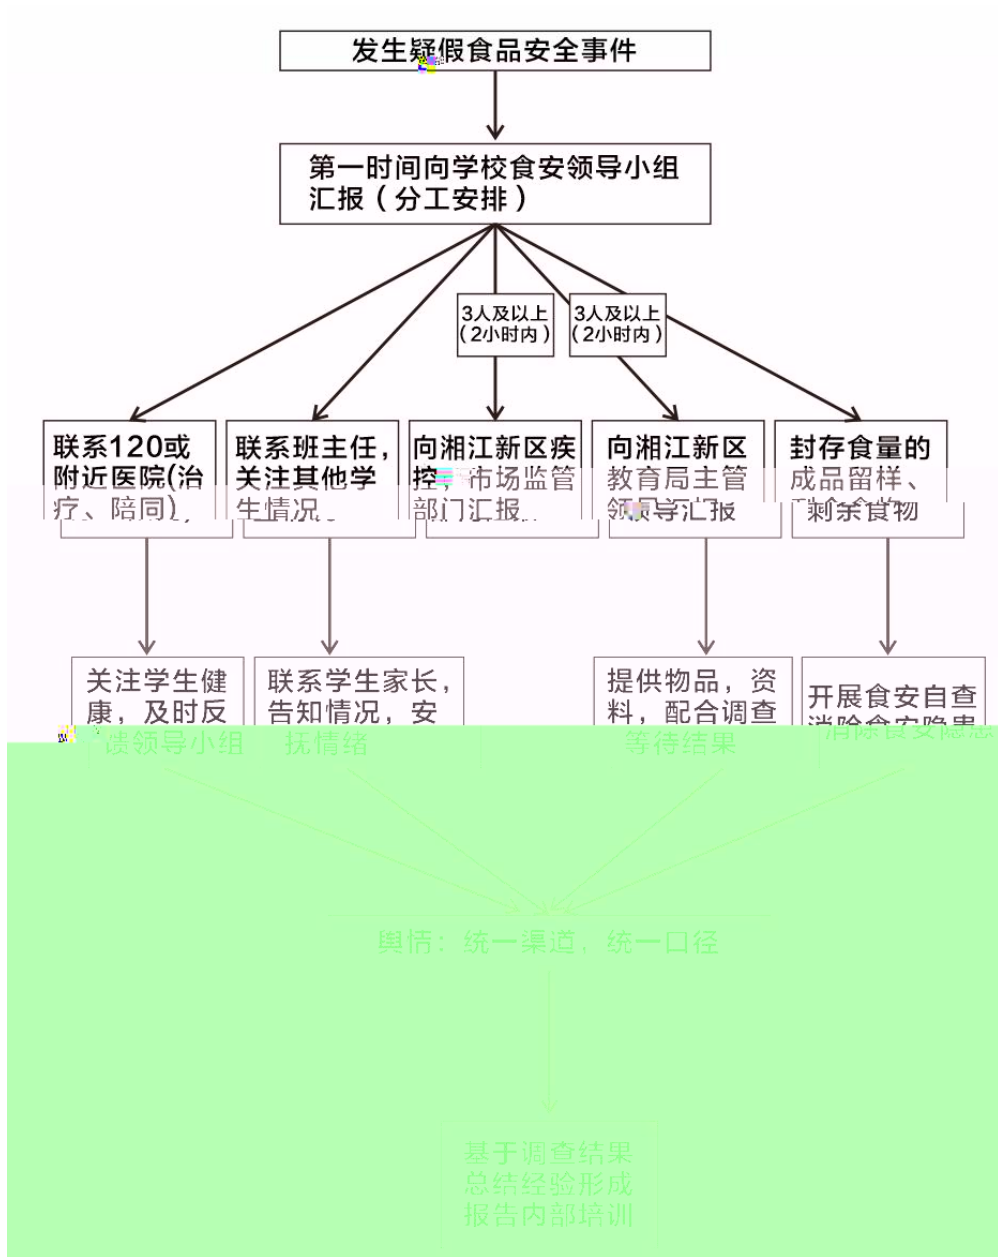 发生疑假食品安全事件
第一时间向学校食安领导小组
汇报（分工安排）
3人及以上
（2小时内）
3人及以上
（2小时内）
联系120或
附近医院(治
疗、陪同)
联系班主任，
关注其他学
生情况
向湘江新区疾
控，市场监管
部门汇报
向湘江新区
教育局主管
领导汇报
封存食量的
成品留样、
剩余食物
关注学生健
康，及时反
馈领导小组
联系学生家长，
告知情况，安
抚情绪
提供物品，资
料，配合调查
等待结果
开展食安自查
消除食安隐患
舆情：统一渠道，统一口径
基于调查结果
总结经验形成
报告内部培训